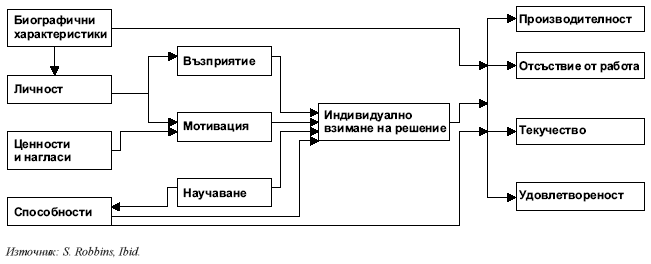 Биографични
характеристики
Личност
Ценности
и нагласи
Способности
Възприятие
Мотивация
Научаване
Индивидуално
взимане на решение
Производителност
Отсъствие от работа
Текучество
Удовлетвореност
Източник: S. Robbins, Ibid.